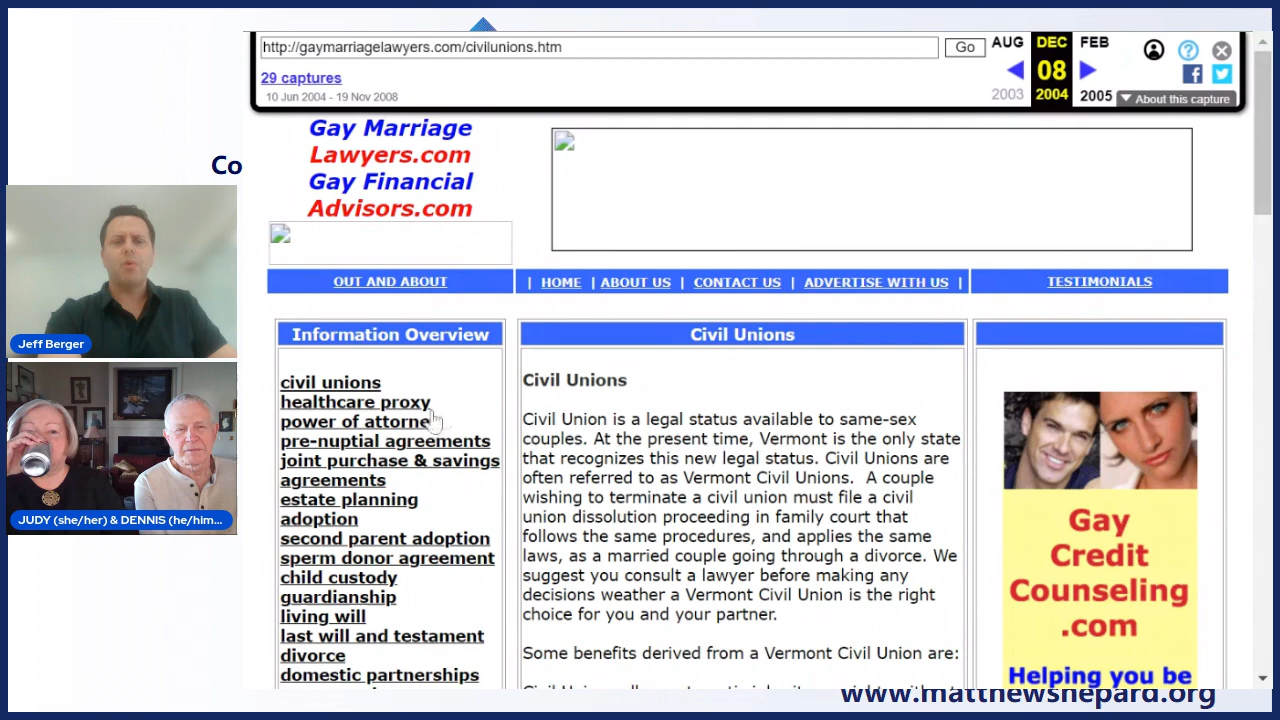 http://gaymarriagelawyers.com/civilunions.htm
Go
AUG DEC FEB
08
2003 2004 2005
29 captures
10 Jun 2004 - 19 Nov 2008
About this capture
Gay Marriage
Lawyers.com
Gay Financial
Advisors.com
Co
OUT AND ABOUT
| HOME | ABOUT US | CONTACT US | ADVERTISE WITH US |
TESTIMONIALS
Jeff Berger
JUDY (she/her) & DENNIS (he/him...
Information Overview
civil unions
healthcare proxy
power of attorne
pre-nuptial agreements
joint purchase & savings
agreements
estate planning
adoption
second parent adoption
sperm donor agreement
child custody
guardianship
living will
last will and testament
divorce
domestic partnerships
Civil Unions
Civil Unions
Civil Union is a legal status available to same-sex
couples. At the present time, Vermont is the only state
that recognizes this new legal status. Civil Unions are
often referred to as Vermont Civil Unions. A couple
wishing to terminate a civil union must file a civil
union dissolution proceeding in family court that
follows the same procedures, and applies the same
laws, as a married couple going through a divorce. We
suggest you consult a lawyer before making any
decisions weather a Vermont Civil Union is the right
choice for you and your partner.
Some benefits derived from a Vermont Civil Union are:
Gay
Credit
Counseling
.com
Helping you be
www.matthewshepard.org